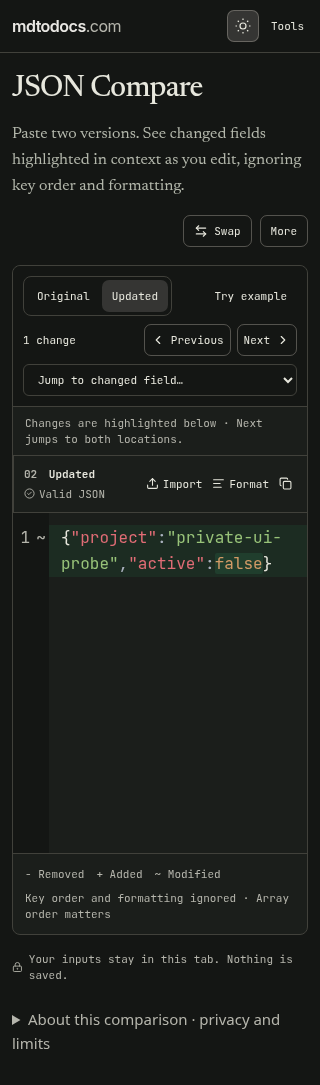 mdtodocs.com
Tools
JSON Compare
Paste two versions. See changed fields
highlighted in context as you edit, ignoring
key order and formatting.
Swap
More
Original
Updated
Try example
1 change
Previous
Next
Jump to changed field…
Changes are highlighted below · Next
jumps to both locations.
02 Updated
Valid JSON
Import
Format
1 ~ {"project":"private-ui-
probe","active":false}
- Removed + Added ~ Modified
Key order and formatting ignored · Array
order matters
Your inputs stay in this tab. Nothing is
saved.
About this comparison · privacy and
limits